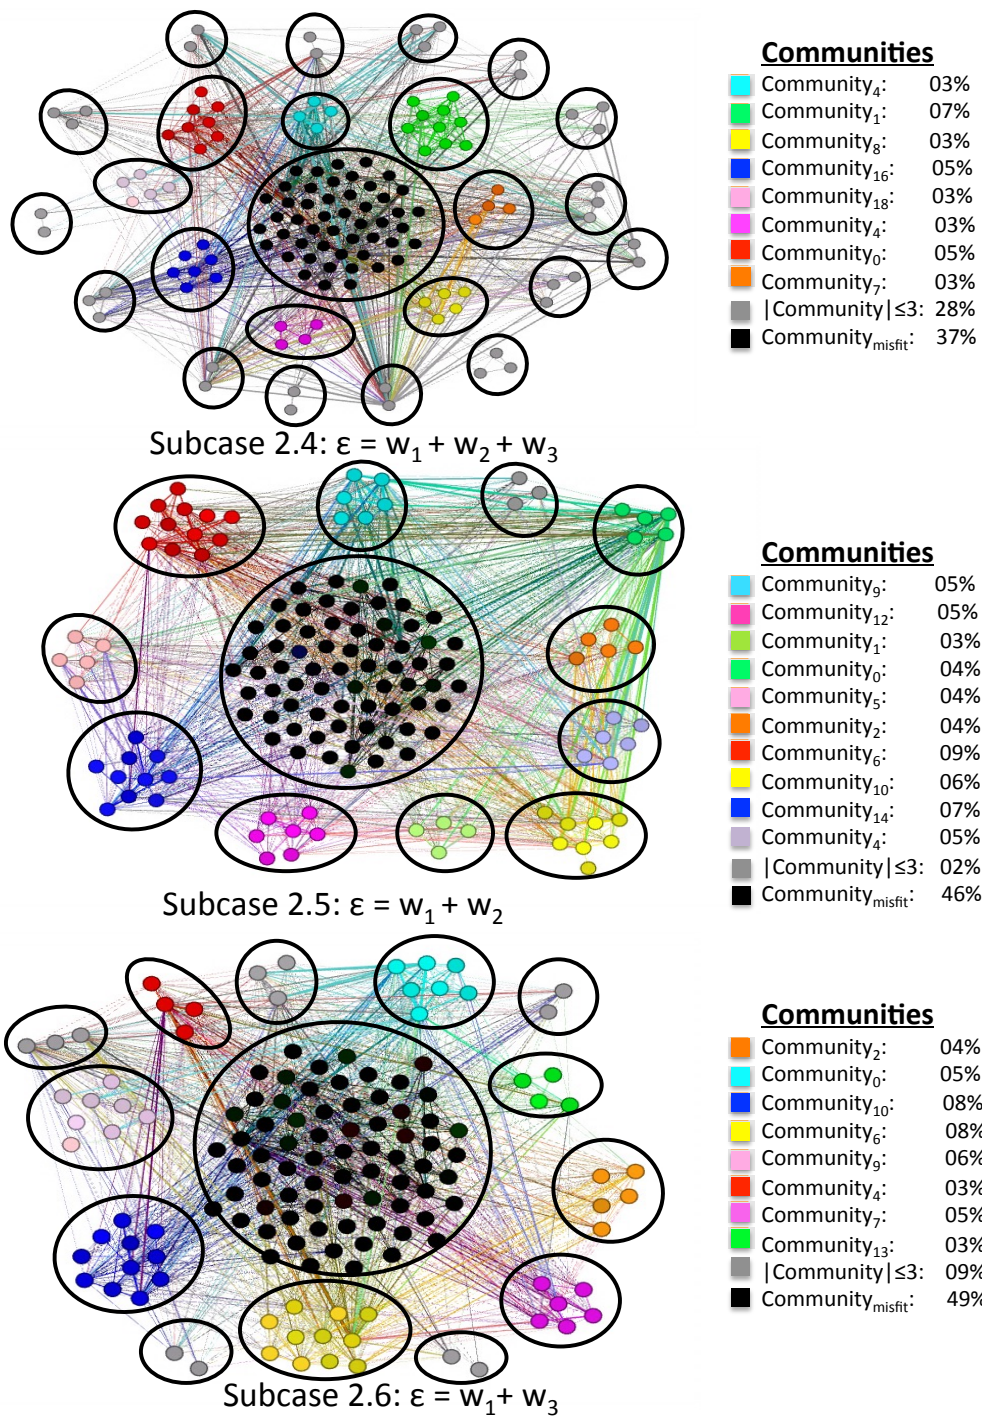 Communities
Community4: 03%
Community1: 07%
Community8: 03%
Community16: 05%
Community18: 03%
Community4: 03%
Community0: 05%
Community7: 03%
|Community|≤3: 28%
Communitymisfit: 37%
Subcase 2.4: ε = w1 + w2 + w3
Communities
Community9: 05%
Community12: 05%
Community1: 03%
Community0: 04%
Community5: 04%
Community2: 04%
Community6: 09%
Community10: 06%
Community14: 07%
Community4: 05%
|Community|≤3: 02%
Communitymisfit: 46%
Subcase 2.5: ε = w1 + w2
Communities
Community2: 04%
Community0: 05%
Community10: 08%
Community6: 08%
Community9: 06%
Community4: 03%
Community7: 05%
Community13: 03%
|Community|≤3: 09%
Communitymisfit: 49%
Subcase 2.6: ε = w1+ w3